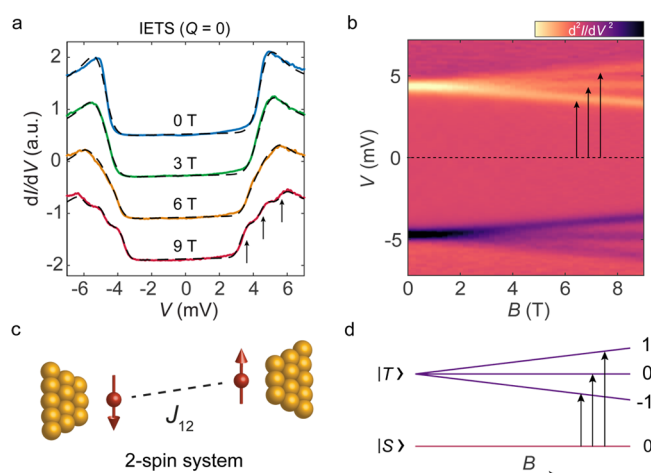 a
IETS (Q = 0)
2
1
0
-1
-2
dI/dV (a.u.)
0 T
3 T
6 T
9 T
-6 -4 -2 0 2 4 6
V (mV)
b
d²I/dV²
5
0
-5
V (mV)
0 2 4 6 8
B (T)
c
J₁₂
2-spin system
d
|T⟩
|S⟩
1
0
-1
0
B